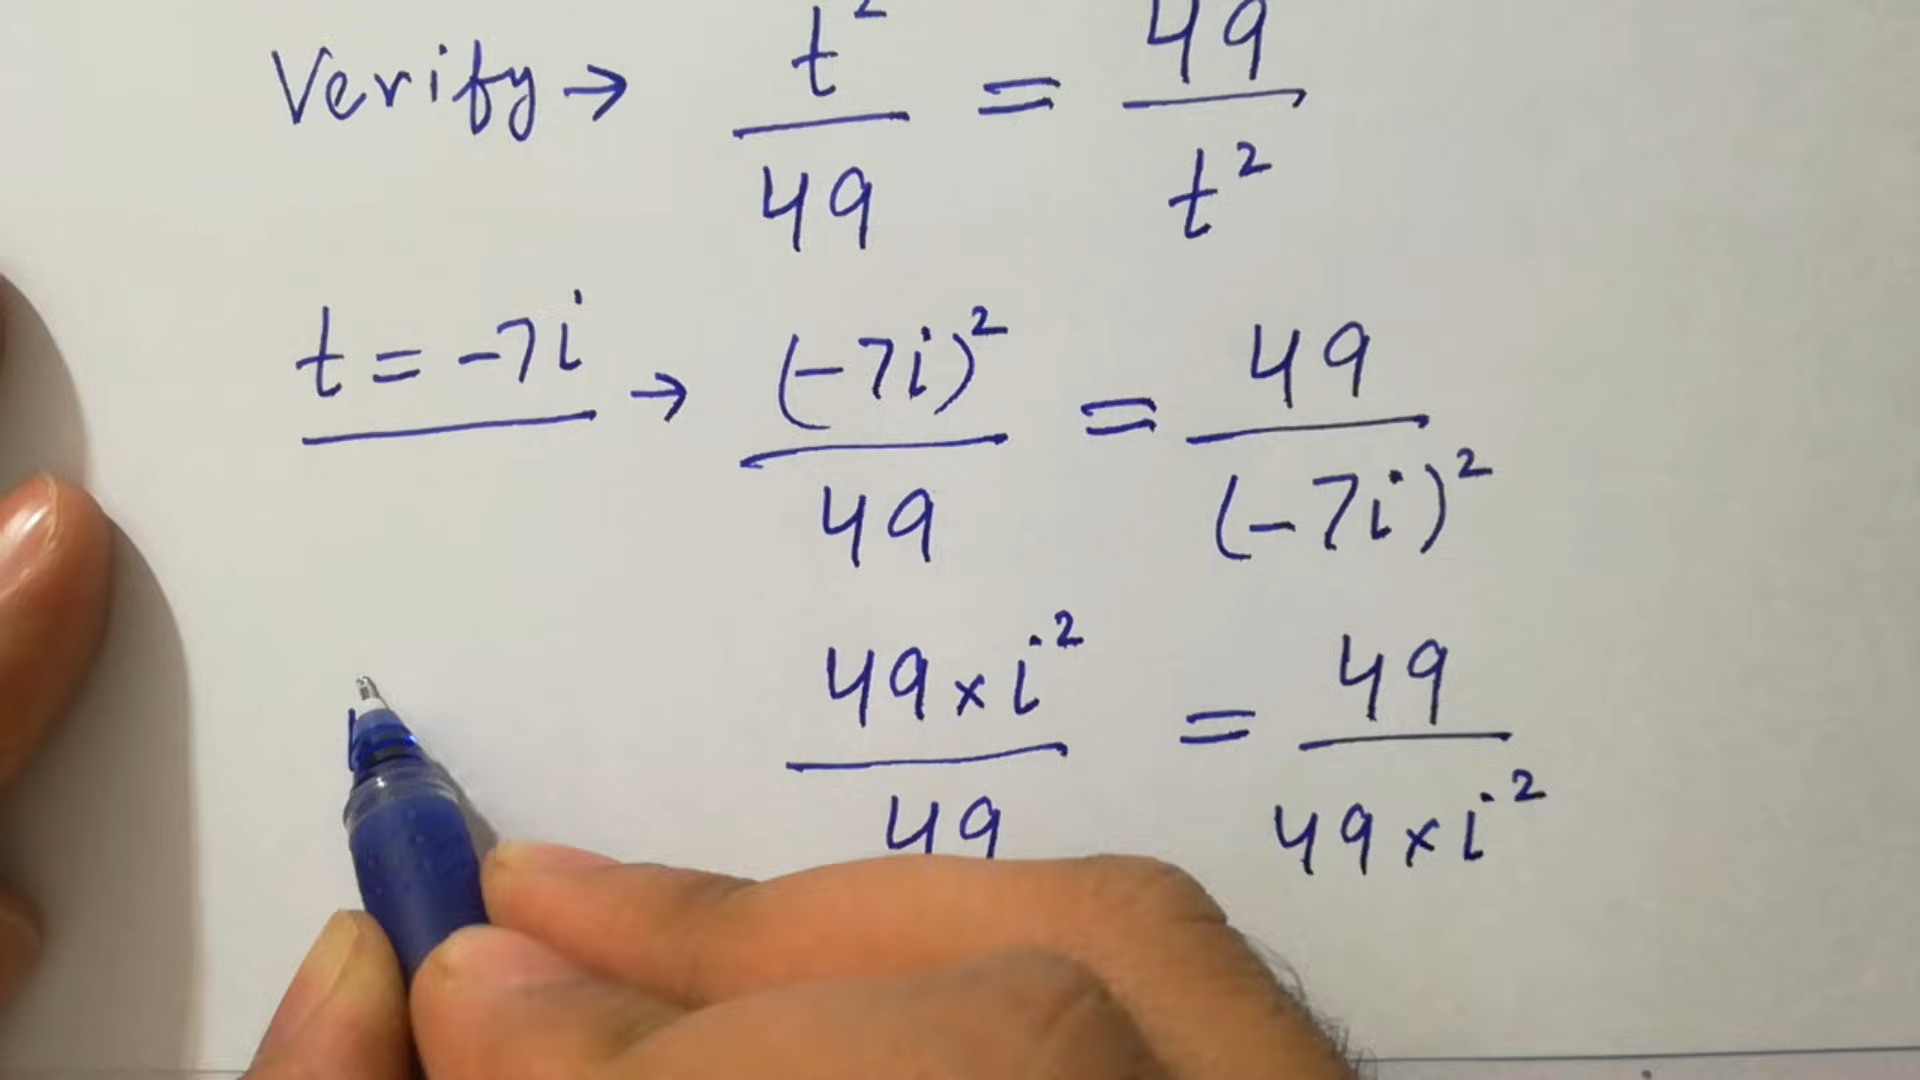 Verify → t²/49 = 49/t²
t = -7i → (-7i)²/49 = 49/(-7i)²
49×i²/49 = 49/49×i²